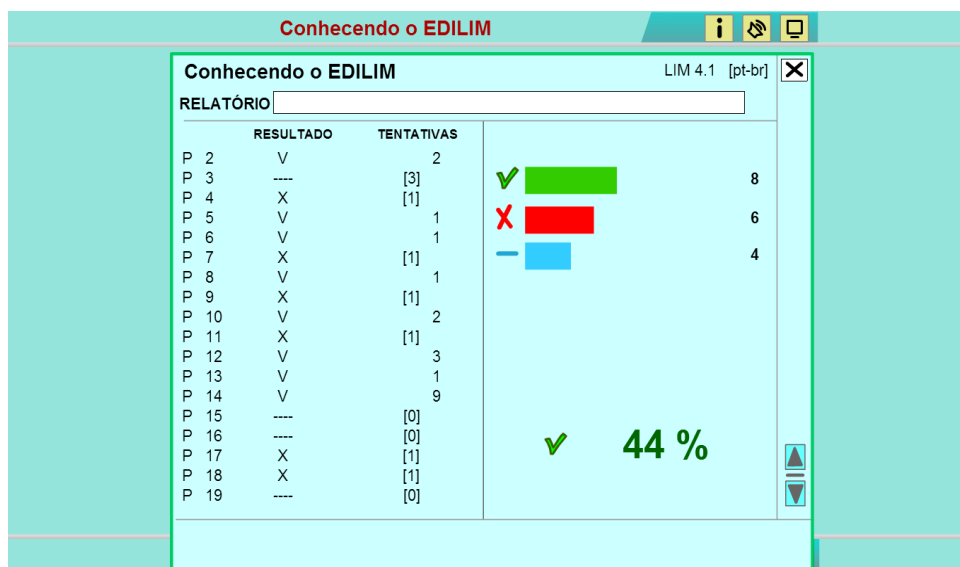 Conhecendo o EDILIM
Conhecendo o EDILIM LIM 4.1 [pt-br]
RELATÓRIO
RESULTADO TENTATIVAS
P 2 V 2
P 3 ---- [3]
P 4 X [1]
P 5 V 1
P 6 V 1
P 7 X [1]
P 8 V 1
P 9 X [1]
P 10 V 2
P 11 X [1]
P 12 V 3
P 13 V 1
P 14 V 9
P 15 ---- [0]
P 16 ---- [0]
P 17 X [1]
P 18 X [1]
P 19 ---- [0]
8
6
4
44 %